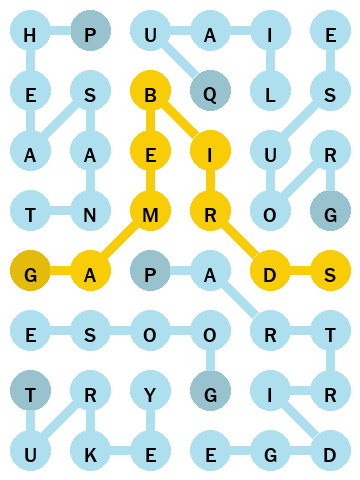 H P U A I E
E S B Q L S
A A E I U R
T N M R O G
G A P A D S
E S O O R T
T R Y G I R
U K E E G D